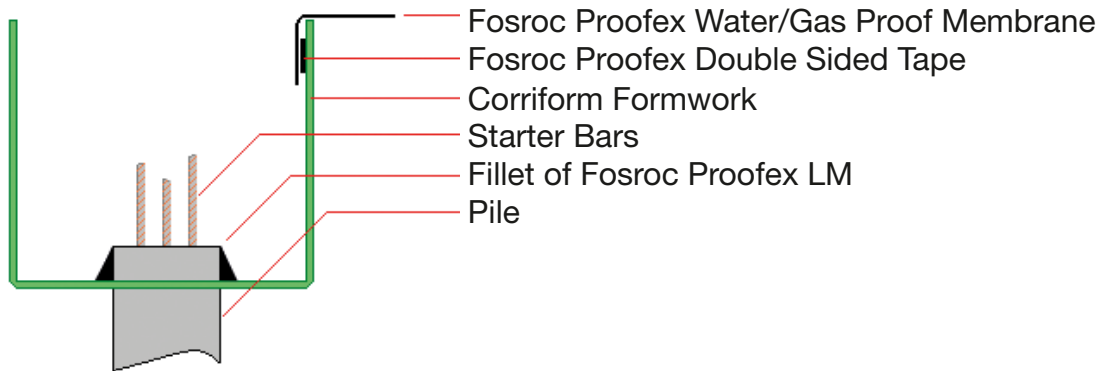 Fosroc Proofex Water/Gas Proof Membrane
Fosroc Proofex Double Sided Tape
Corriform Formwork
Starter Bars
Fillet of Fosroc Proofex LM
Pile